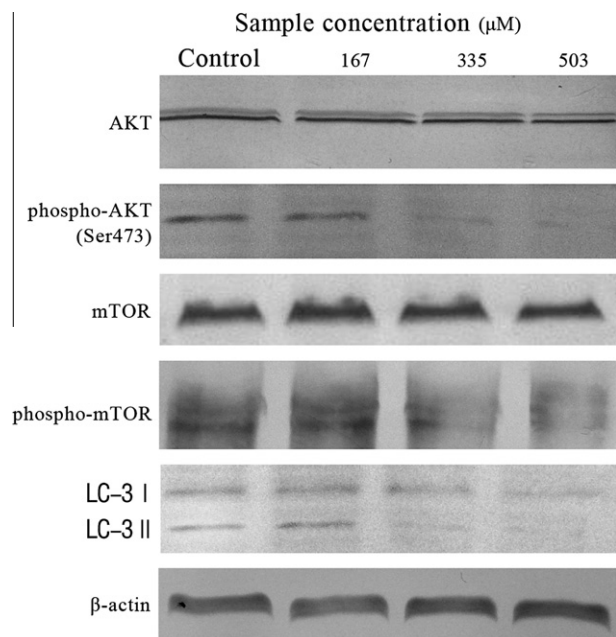 Sample concentration (μM)
Control 167 335 503
AKT
phospho-AKT
(Ser473)
mTOR
phospho-mTOR
LC-3 I
LC-3 II
β-actin